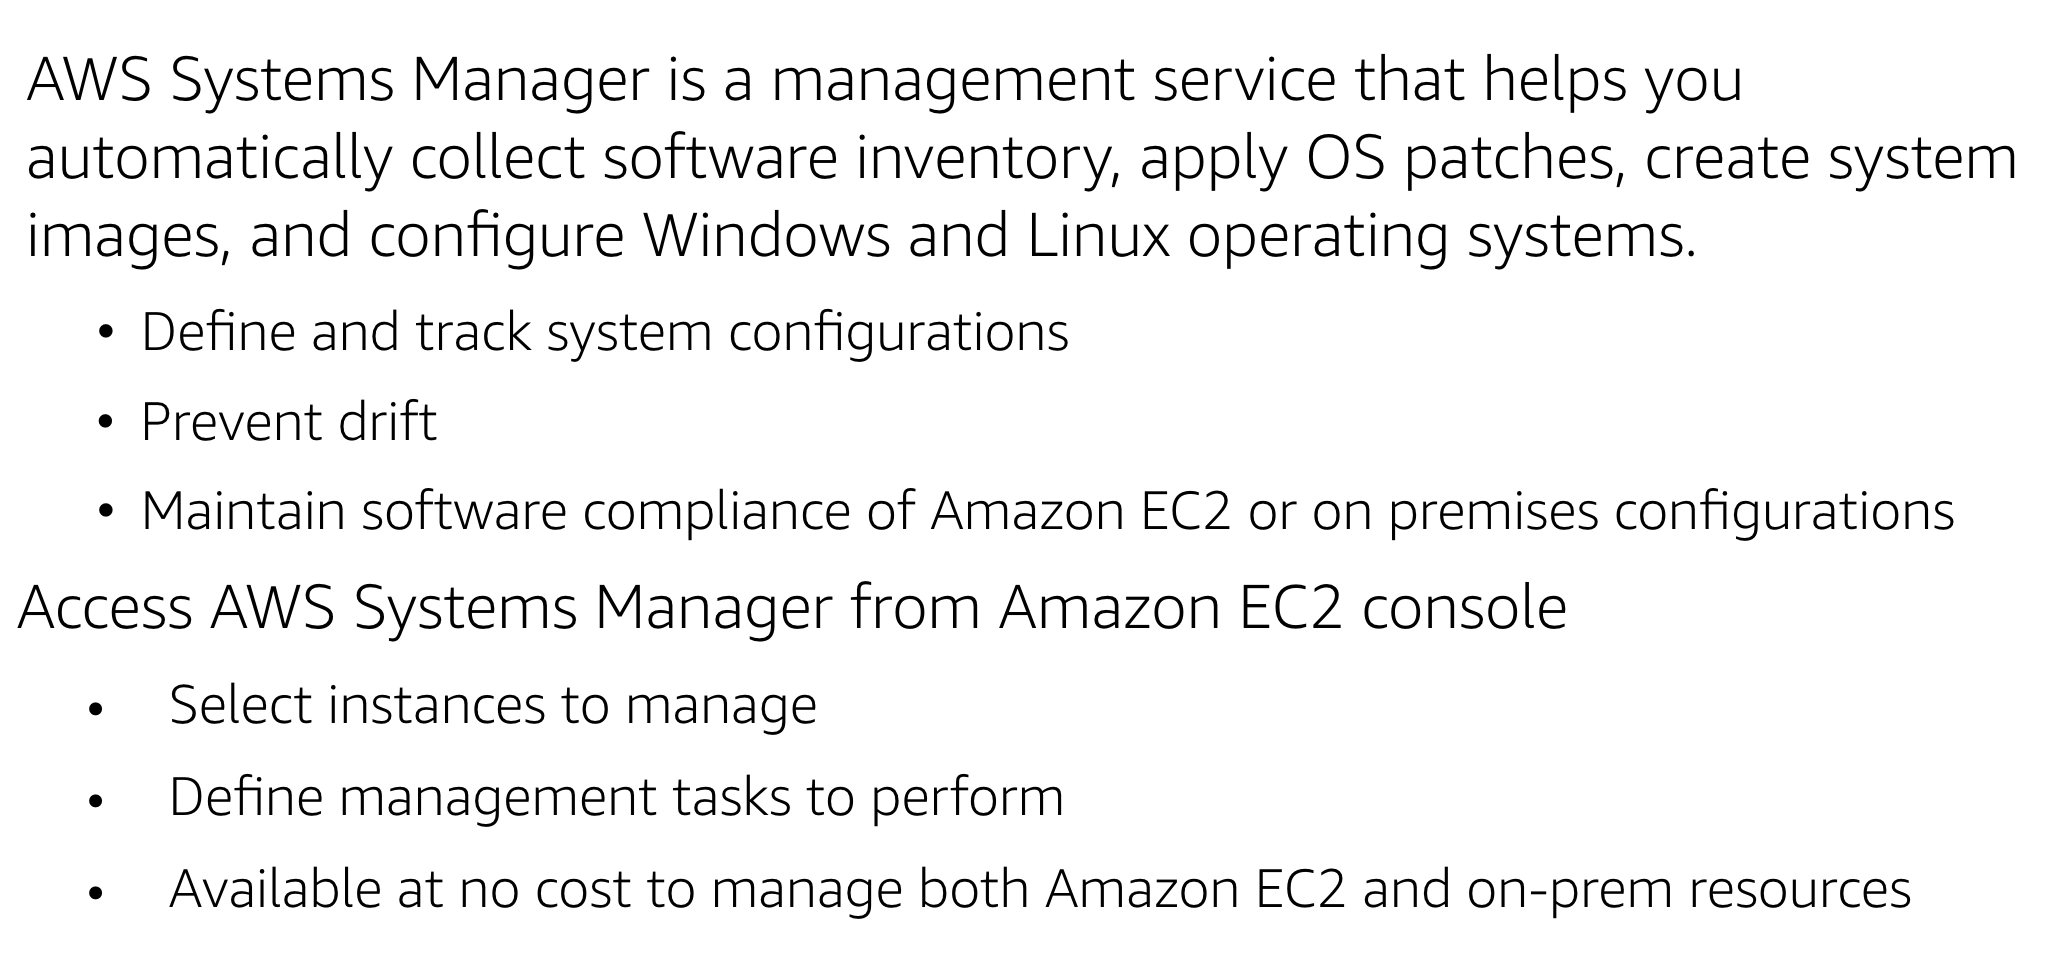 AWS Systems Manager is a management service that helps you
automatically collect software inventory, apply OS patches, create system
images, and configure Windows and Linux operating systems.
• Define and track system configurations
• Prevent drift
• Maintain software compliance of Amazon EC2 or on premises configurations
Access AWS Systems Manager from Amazon EC2 console
• Select instances to manage
• Define management tasks to perform
• Available at no cost to manage both Amazon EC2 and on-prem resources